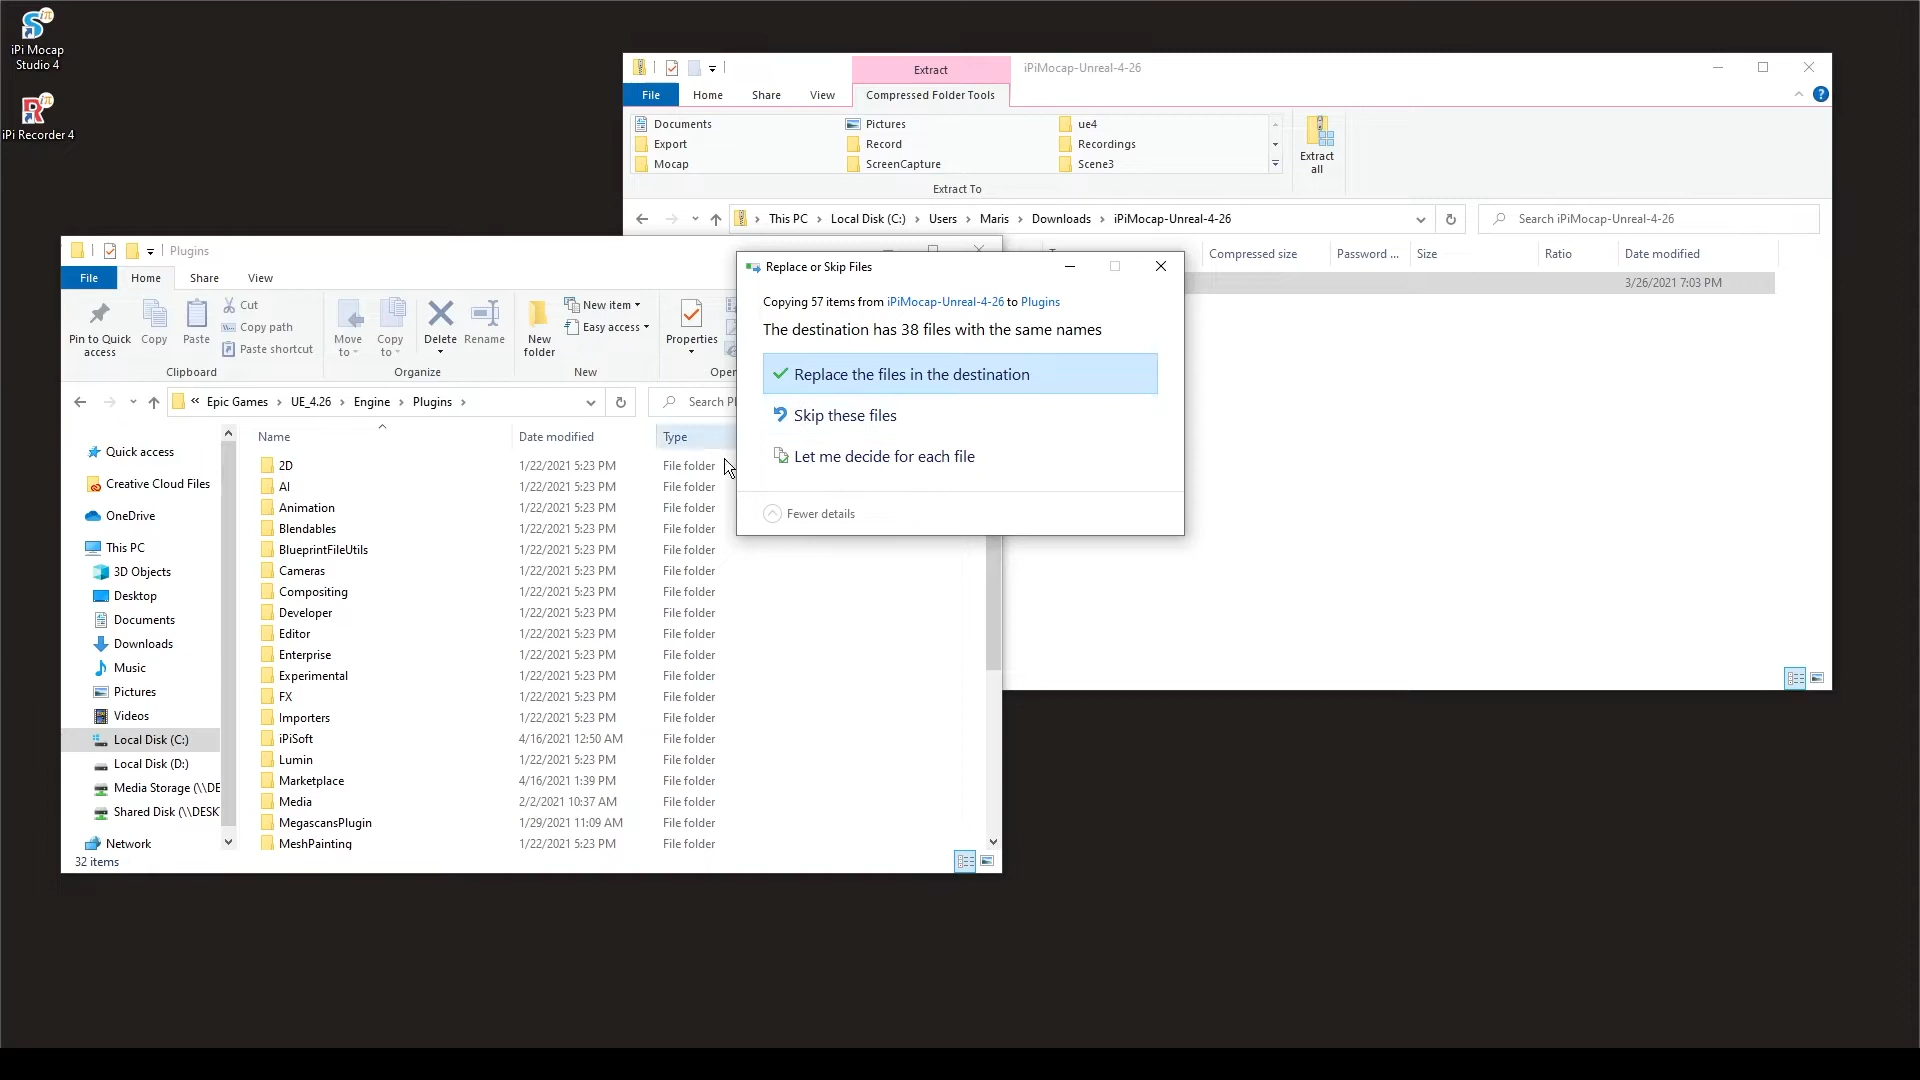 iPi Mocap
Studio 4
iPi Recorder 4
Extract
iPiMocap-Unreal-4-26
File
Home
Share
View
Compressed Folder Tools
?
Documents
Pictures
ue4
Export
Record
Recordings
Mocap
ScreenCapture
Scene3
Extract
all
Extract To
This PC > Local Disk (C:) > Users > Maris > Downloads > iPiMocap-Unreal-4-26
Search iPiMocap-Unreal-4-26
Compressed size
Password ...
Size
Ratio
Date modified
3/26/2021 7:03 PM
Plugins
File
Home
Share
View
Pin to Quick
access
Copy
Paste
Cut
Copy path
Paste shortcut
Clipboard
Move
to
Copy
to
Delete
Rename
Organize
New
folder
New item
Easy access
New
Properties
« Epic Games > UE_4.26 > Engine > Plugins >
Quick access
Creative Cloud Files
OneDrive
This PC
3D Objects
Desktop
Documents
Downloads
Music
Pictures
Videos
Local Disk (C:)
Local Disk (D:)
Media Storage (\\DE
Shared Disk (\\DESK
Network
Name Date modified Type
2D 1/22/2021 5:23 PM File folder
AI 1/22/2021 5:23 PM File folder
Animation 1/22/2021 5:23 PM File folder
Blendables 1/22/2021 5:23 PM File folder
BlueprintFileUtils 1/22/2021 5:23 PM File folder
Cameras 1/22/2021 5:23 PM File folder
Compositing 1/22/2021 5:23 PM File folder
Developer 1/22/2021 5:23 PM File folder
Editor 1/22/2021 5:23 PM File folder
Enterprise 1/22/2021 5:23 PM File folder
Experimental 1/22/2021 5:23 PM File folder
FX 1/22/2021 5:23 PM File folder
Importers 1/22/2021 5:23 PM File folder
iPiSoft 4/16/2021 12:50 AM File folder
Lumin 1/22/2021 5:23 PM File folder
Marketplace 4/16/2021 1:39 PM File folder
Media 2/2/2021 10:37 AM File folder
MegascansPlugin 1/29/2021 11:09 AM File folder
MeshPainting 1/22/2021 5:23 PM File folder
32 items
Replace or Skip Files
Copying 57 items from iPiMocap-Unreal-4-26 to Plugins
The destination has 38 files with the same names
Replace the files in the destination
Skip these files
Let me decide for each file
Fewer details